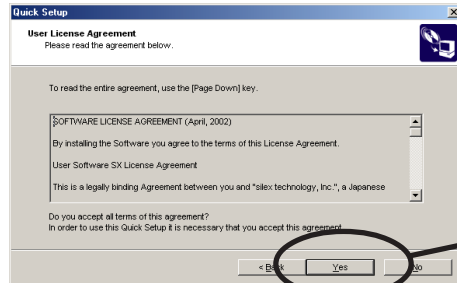 Quick Setup
User License Agreement
Please read the agreement below.
To read the entire agreement, use the [Page Down] key.
SOFTWARE LICENSE AGREEMENT (April, 2002)
By installing the Software you agree to the terms of this License Agreement.
User Software SX License Agreement
This is a legally binding Agreement between you and "silex technology, Inc.", a Japanese
Do you accept all terms of this agreement?
In order to use this Quick Setup it is necessary that you accept this agreement.
< Back Yes No